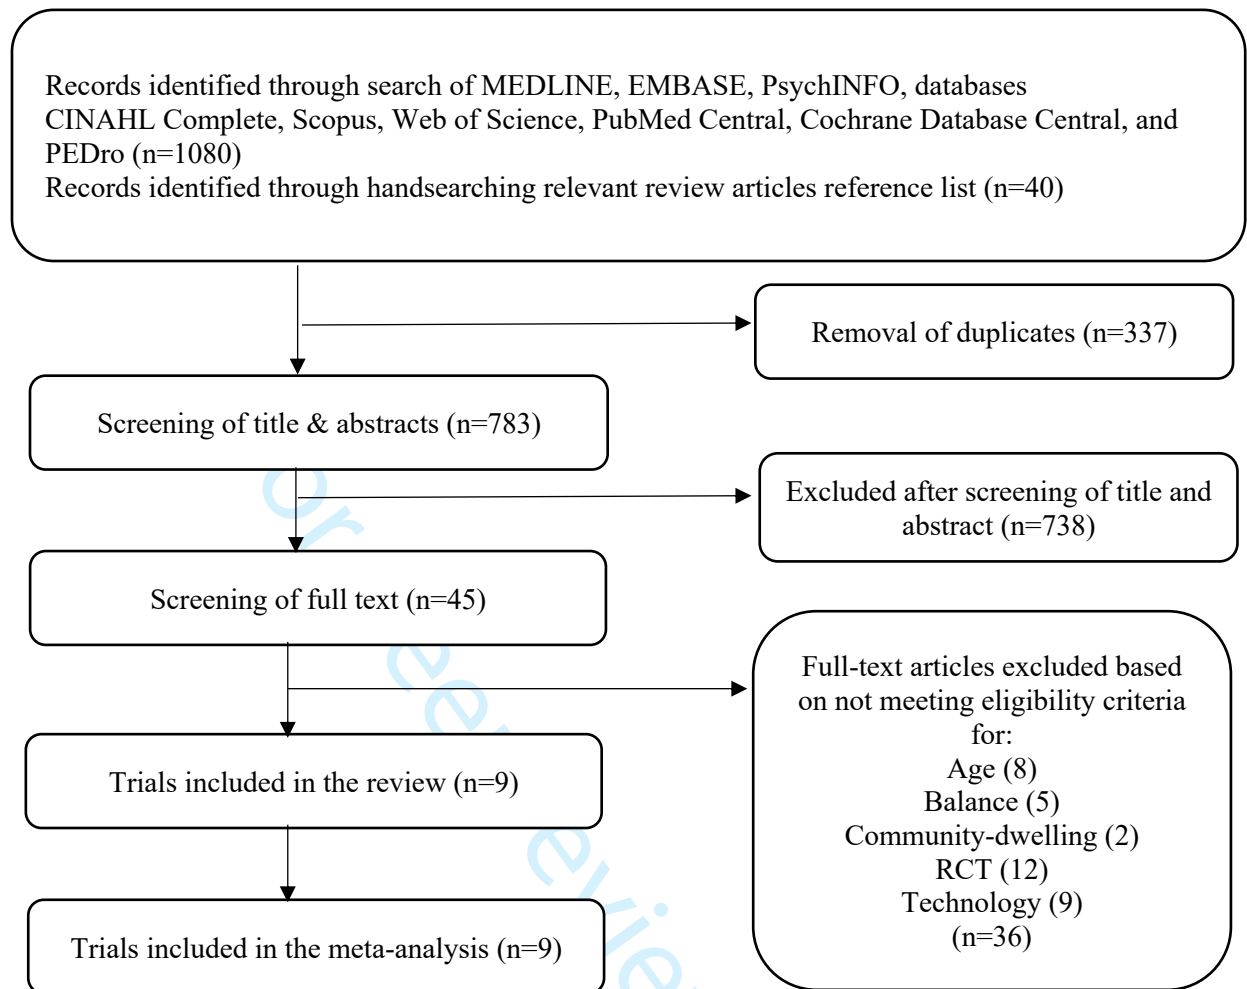 Records identified through search of MEDLINE, EMBASE, PsychINFO, databases
CINAHL Complete, Scopus, Web of Science, PubMed Central, Cochrane Database Central, and
PEDro (n=1080)
Records identified through handsearching relevant review articles reference list (n=40)
Removal of duplicates (n=337)
Screening of title & abstracts (n=783)
Excluded after screening of title and
abstract (n=738)
Screening of full text (n=45)
Full-text articles excluded based
on not meeting eligibility criteria
for:
Age (8)
Balance (5)
Community-dwelling (2)
RCT (12)
Technology (9)
(n=36)
Trials included in the review (n=9)
Trials included in the meta-analysis (n=9)